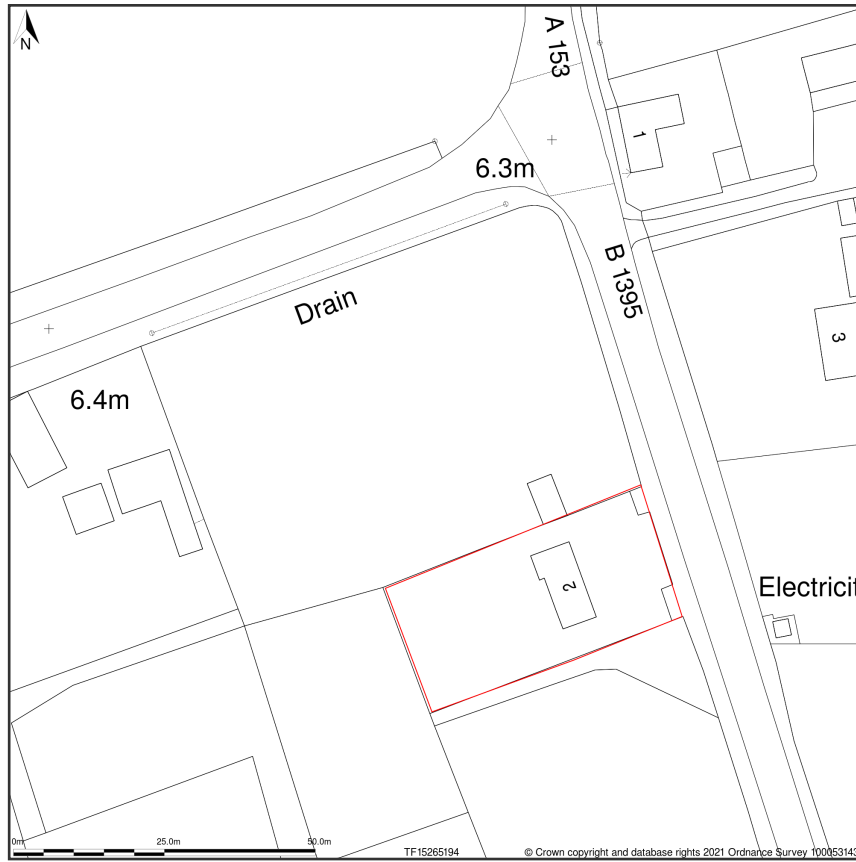 N
A 153
1
6.3m
B 1395
Drain
3
6.4m
2
Electricit
0m
25.0m
50.0m
TF15265194
© Crown copyright and database rights 2021 Ordnance Survey 10005314